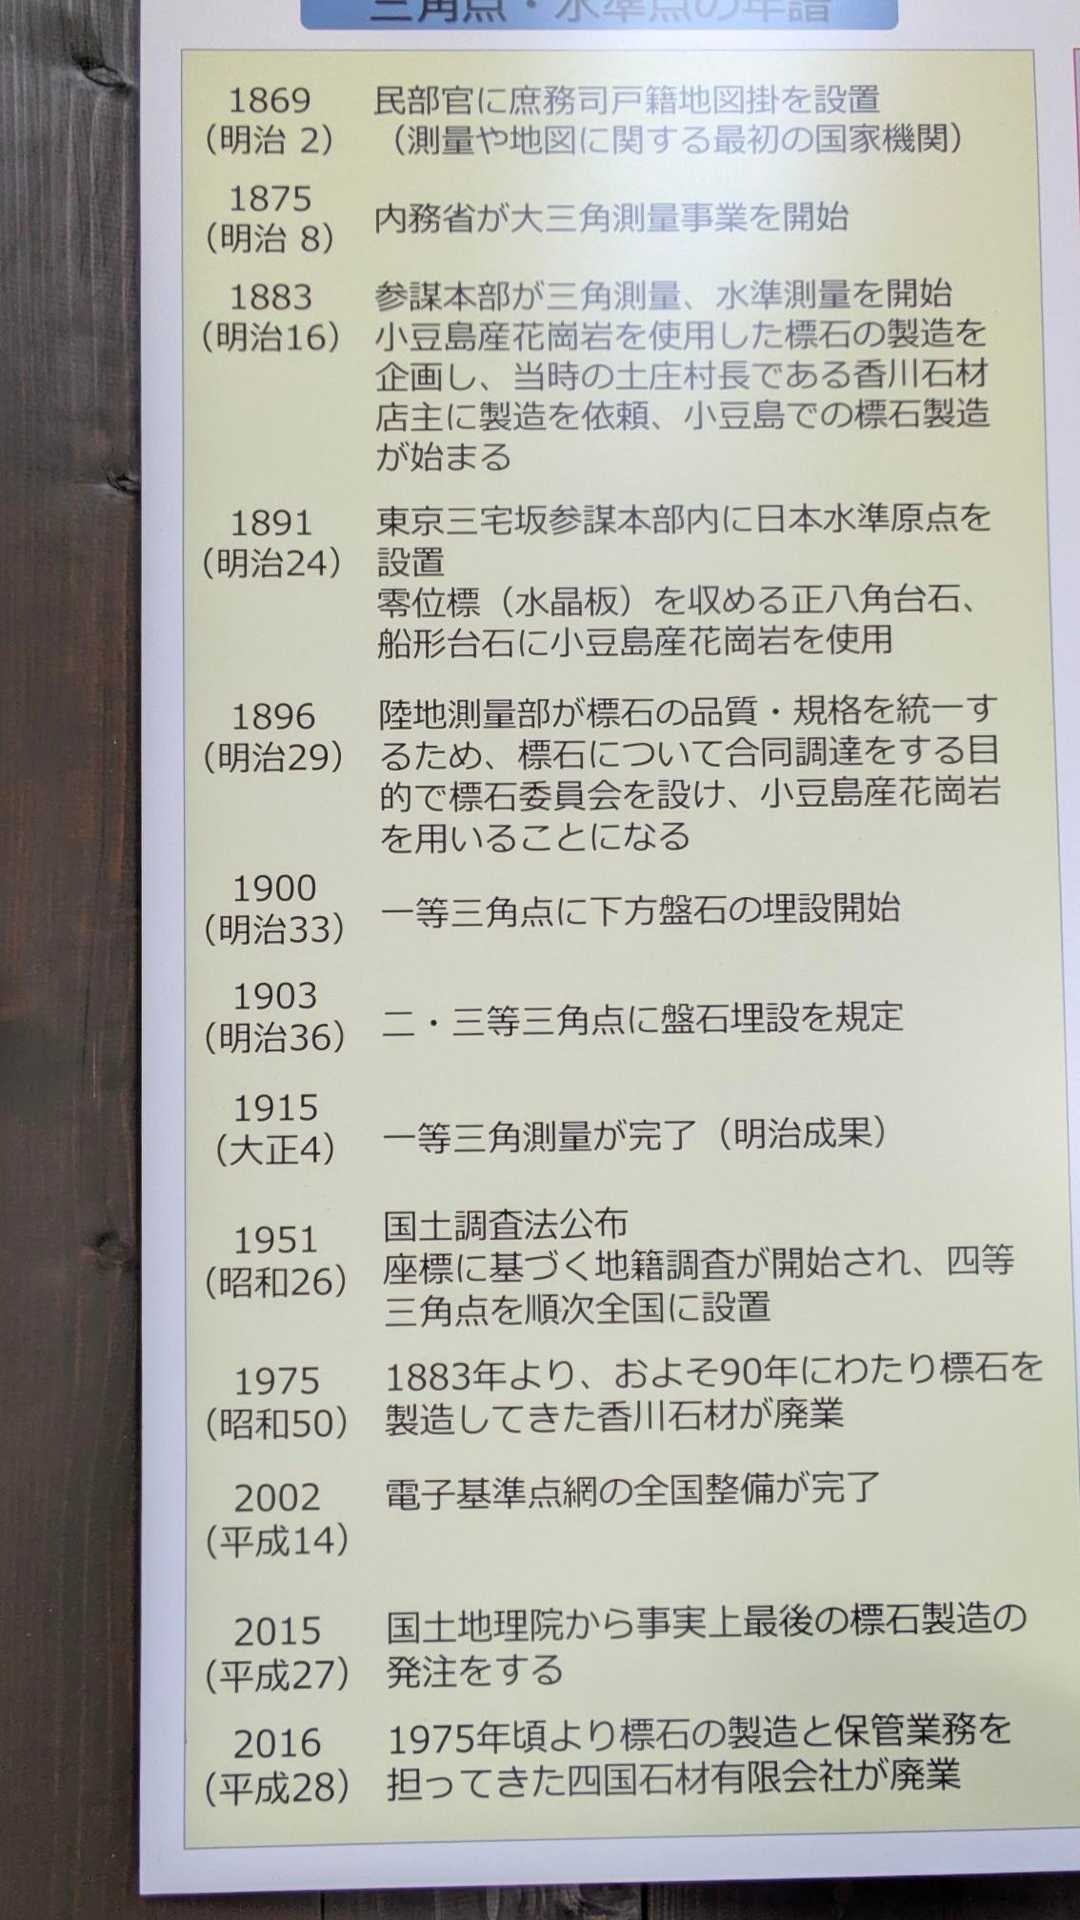 三角点・水準点の年譜
1869
（明治 2）
民部官に庶務司戸籍地図掛を設置
（測量や地図に関する最初の国家機関）
1875
（明治 8）
内務省が大三角測量事業を開始
1883
（明治16）
参謀本部が三角測量、水準測量を開始
小豆島産花崗岩を使用した標石の製造を
企画し、当時の土庄村長である香川石材
店主に製造を依頼、小豆島での標石製造
が始まる
1891
（明治24）
東京三宅坂参謀本部内に日本水準原点を
設置
零位標（水晶板）を収める正八角台石、
船形台石に小豆島産花崗岩を使用
1896
（明治29）
陸地測量部が標石の品質・規格を統一す
るため、標石について合同調達をする目
的で標石委員会を設け、小豆島産花崗岩
を用いることになる
1900
（明治33）
一等三角点に下方盤石の埋設開始
1903
（明治36）
二・三等三角点に盤石埋設を規定
1915
（大正4）
一等三角測量が完了（明治成果）
1951
（昭和26）
国土調査法公布
座標に基づく地籍調査が開始され、四等
三角点を順次全国に設置
1975
（昭和50）
1883年より、およそ90年にわたり標石を
製造してきた香川石材が廃業
2002
（平成14）
電子基準点網の全国整備が完了
2015
（平成27）
国土地理院から事実上最後の標石製造の
発注をする
2016
（平成28）
1975年頃より標石の製造と保管業務を
担ってきた四国石材有限会社が廃業